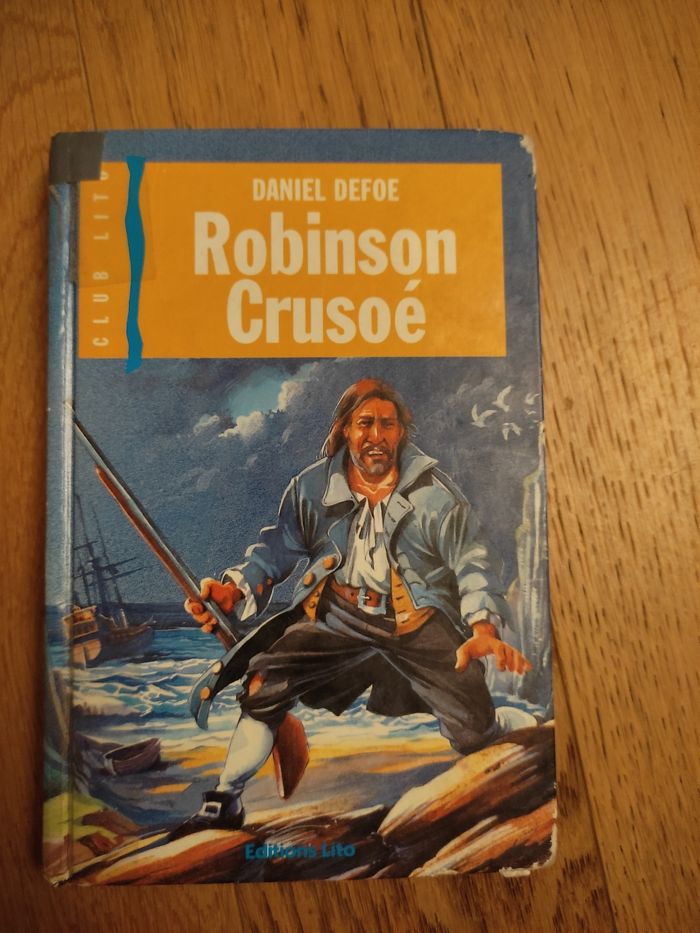 DANIEL DEFOE
Robinson
Crusoé
CLUB LITO
Editions Lito